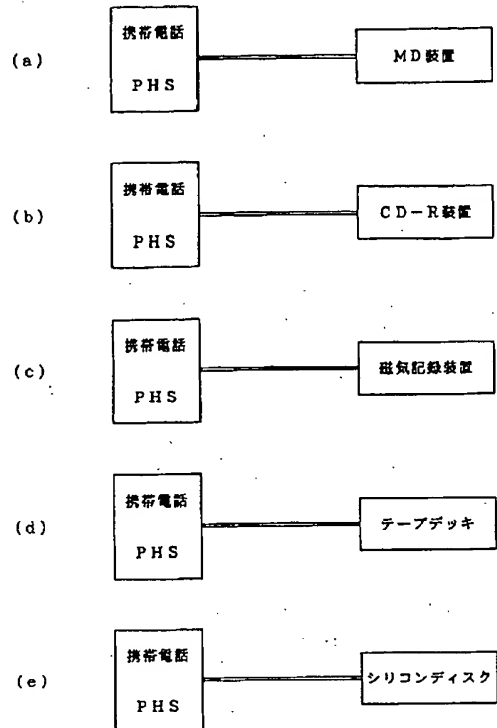 (a)
携帯電話
PHS
MD装置
(b)
携帯電話
PHS
CD-R装置
(c)
携帯電話
PHS
磁気記録装置
(d)
携帯電話
PHS
テープデッキ
(e)
携帯電話
PHS
シリコンディスク